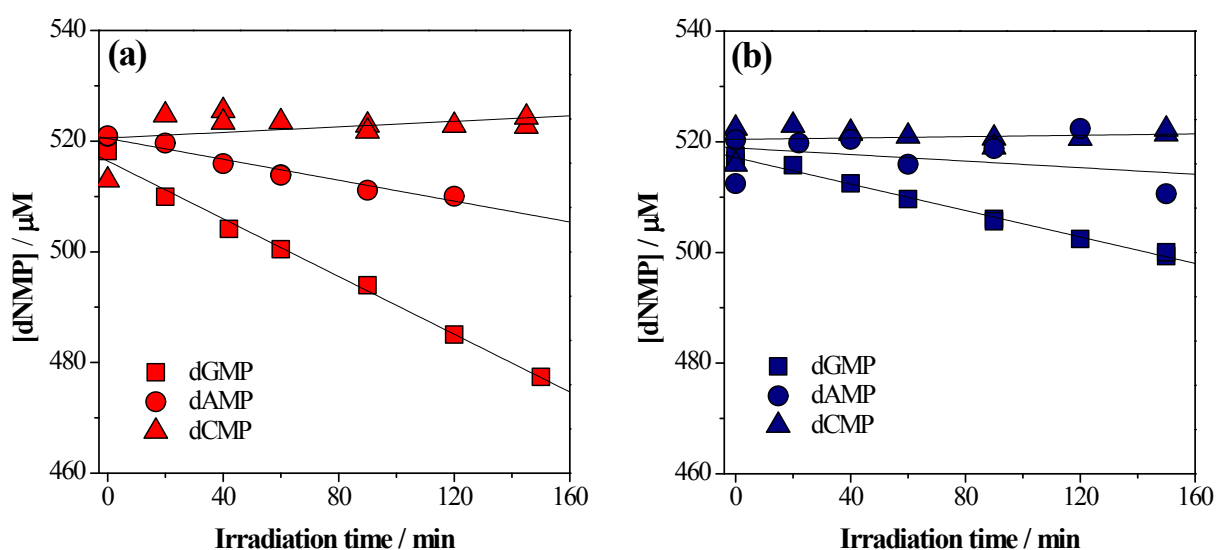 (a)
[dNMP] / μM
540
520
500
480
460
dGMP
dAMP
dCMP
0 40 80 120 160
Irradiation time / min
(b)
[dNMP] / μM
540
520
500
480
460
dGMP
dAMP
dCMP
0 40 80 120 160
Irradiation time / min